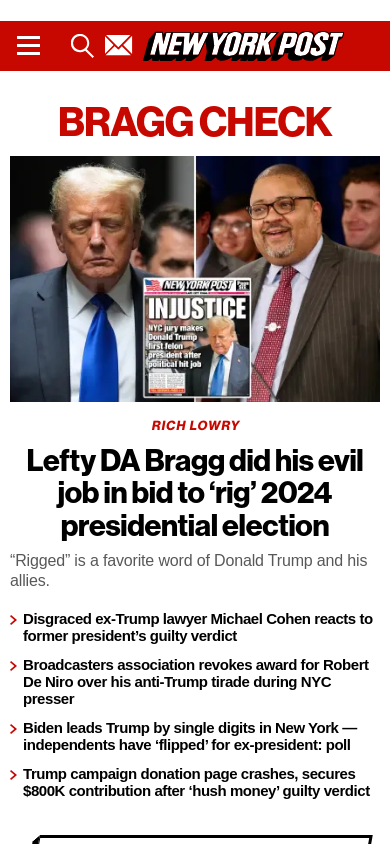 NEW YORK POST
BRAGG CHECK
NEW YORK POST
INJUSTICE
NYC jury makes
Donald Trump
first felon
president after
political hit job
RICH LOWRY
Lefty DA Bragg did his evil
job in bid to ‘rig’ 2024
presidential election
“Rigged” is a favorite word of Donald Trump and his
allies.
Disgraced ex-Trump lawyer Michael Cohen reacts to
former president’s guilty verdict
Broadcasters association revokes award for Robert
De Niro over his anti-Trump tirade during NYC
presser
Biden leads Trump by single digits in New York —
independents have ‘flipped’ for ex-president: poll
Trump campaign donation page crashes, secures
$800K contribution after ‘hush money’ guilty verdict